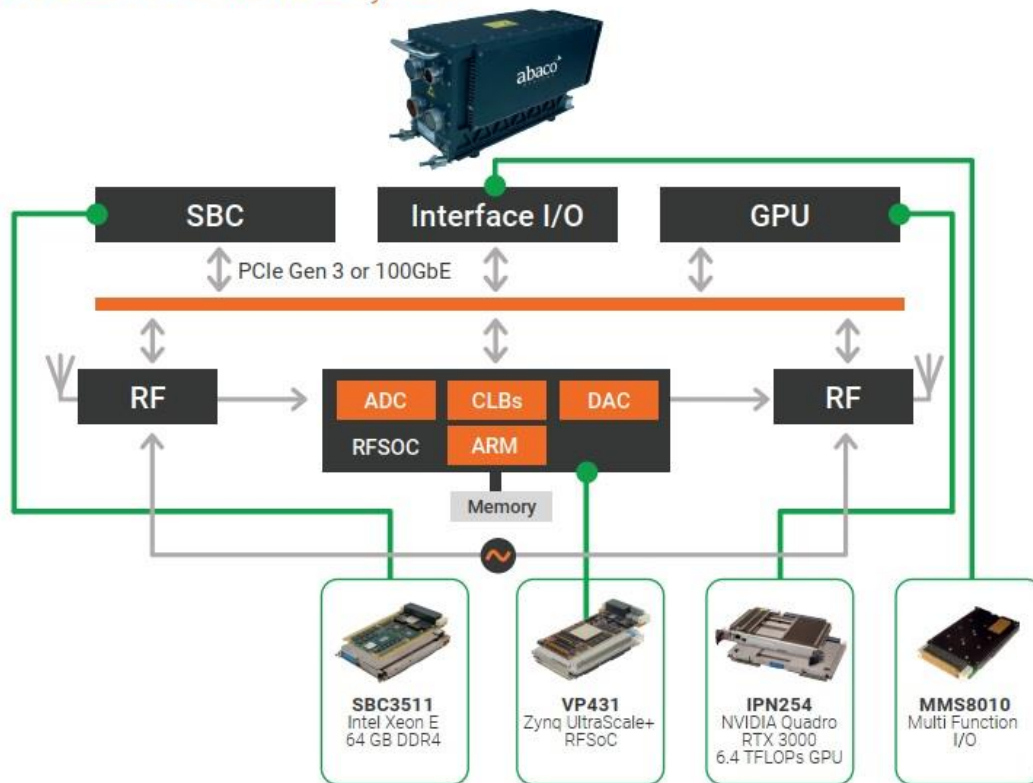 abaco
SYSTEMS
SBC
Interface I/O
GPU
PCIe Gen 3 or 100GbE
RF
ADC
CLBs
DAC
RF
RFSOC
ARM
Memory
SBC3511
Intel Xeon E
64 GB DDR4
VP431
Zynq UltraScale+
RFSoC
IPN254
NVIDIA Quadro
RTX 3000
6.4 TFLOPs GPU
MMS8010
Multi Function
I/O